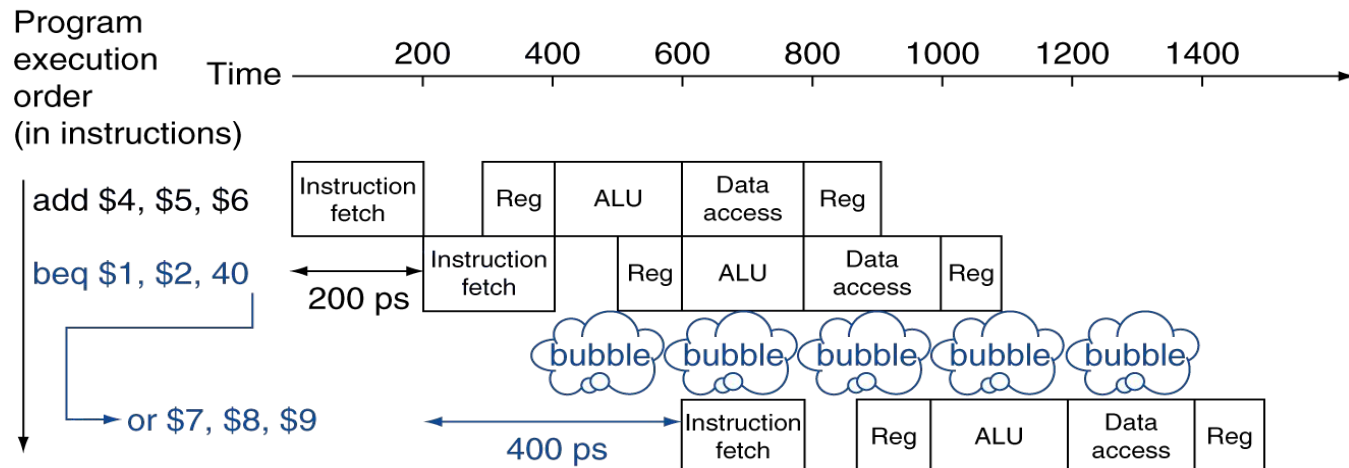 Program
execution
order
(in instructions)
Time
200 400 600 800 1000 1200 1400
add $4, $5, $6
Instruction
fetch
Reg
ALU
Data
access
Reg
beq $1, $2, 40
200 ps
Instruction
fetch
Reg
ALU
Data
access
Reg
bubble bubble bubble bubble bubble
or $7, $8, $9
400 ps
Instruction
fetch
Reg
ALU
Data
access
Reg